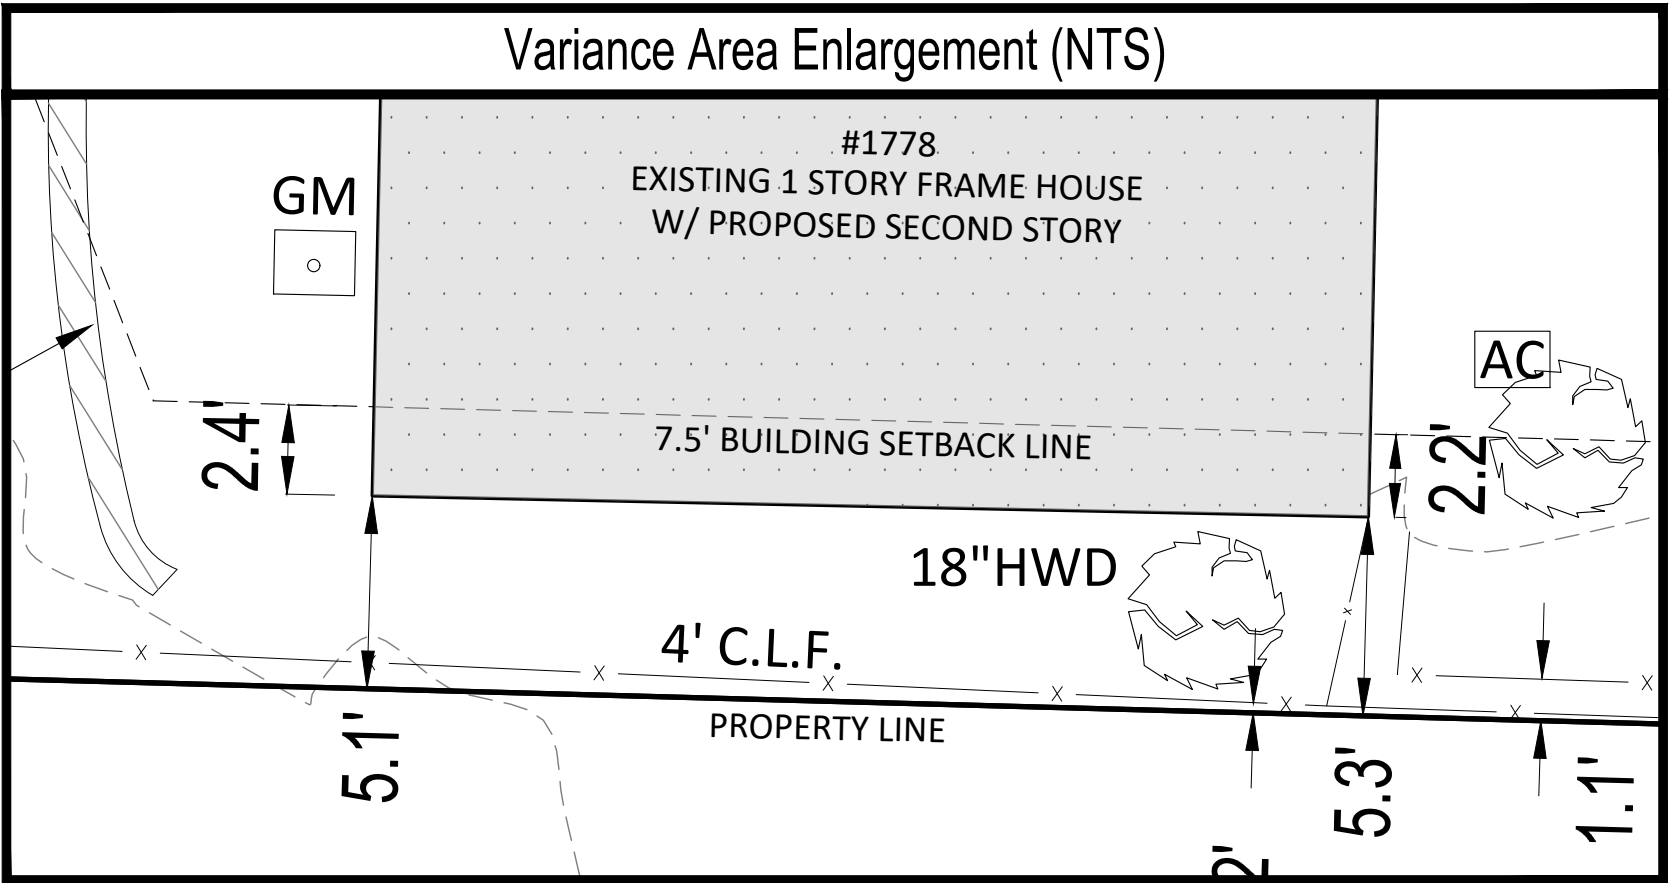 Variance Area Enlargement (NTS)
#1778
EXISTING 1 STORY FRAME HOUSE
W/ PROPOSED SECOND STORY
GM
AC
2.4'
7.5' BUILDING SETBACK LINE
2.2'
18"HWD
4' C.L.F.
PROPERTY LINE
5.1'
5.3'
1.1'